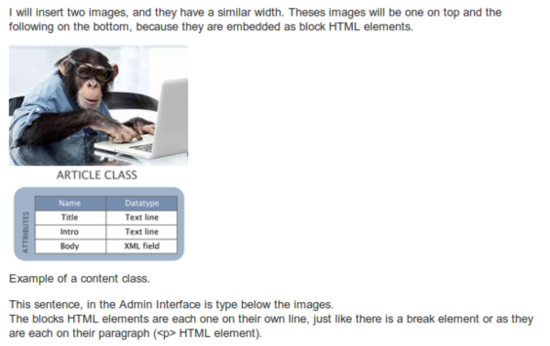 I will insert two images, and they have a similar width. Theses images will be one on top and the
following on the bottom, because they are embedded as block HTML elements.
ARTICLE CLASS
ATTRIBUTES
Name Datatype
Title Text line
Intro Text line
Body XML field
Example of a content class.
This sentence, in the Admin Interface is type below the images.
The blocks HTML elements are each one on their own line, just like there is a break element or as they
are each on their paragraph (<p> HTML element).